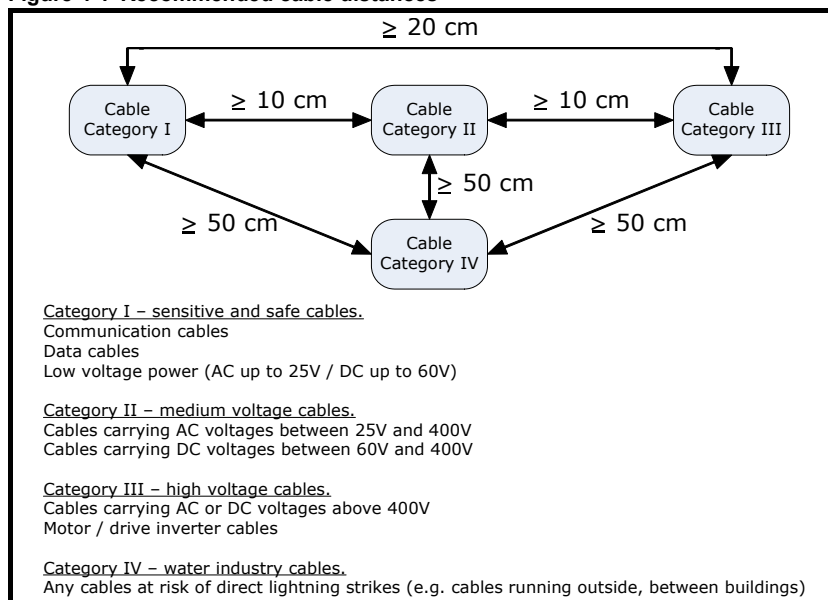 Figure Recommended cable distances
≥ 20 cm
Cable
Category I
≥ 10 cm
Cable
Category II
≥ 10 cm
Cable
Category III
≥ 50 cm
≥ 50 cm
≥ 50 cm
Cable
Category IV
Category I – sensitive and safe cables.
Communication cables
Data cables
Low voltage power (AC up to 25V / DC up to 60V)
Category II – medium voltage cables.
Cables carrying AC voltages between 25V and 400V
Cables carrying DC voltages between 60V and 400V
Category III – high voltage cables.
Cables carrying AC or DC voltages above 400V
Motor / drive inverter cables
Category IV – water industry cables.
Any cables at risk of direct lightning strikes (e.g. cables running outside, between buildings)